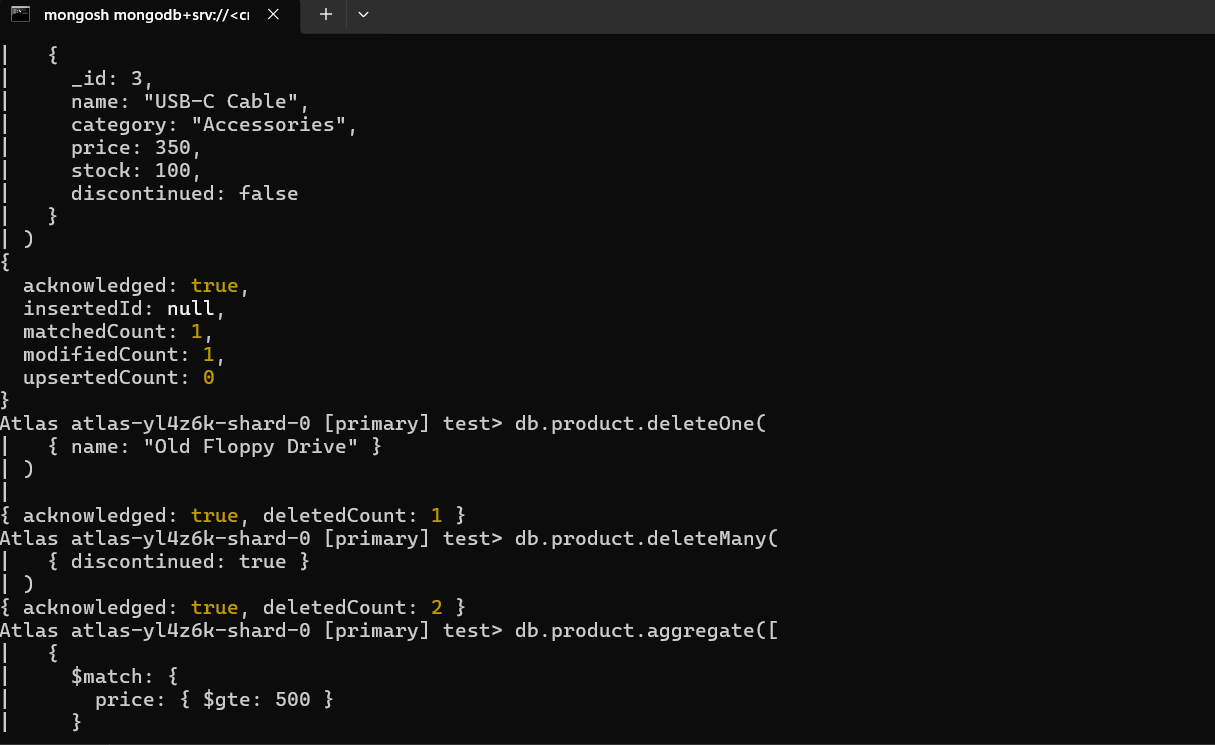 mongosh mongodb+srv://<cr
|   {
|     _id: 3,
|     name: "USB-C Cable",
|     category: "Accessories",
|     price: 350,
|     stock: 100,
|     discontinued: false
|   }
| )
{
  acknowledged: true,
  insertedId: null,
  matchedCount: 1,
  modifiedCount: 1,
  upsertedCount: 0
}
Atlas atlas-yl4z6k-shard-0 [primary] test> db.product.deleteOne(
|   { name: "Old Floppy Drive" }
| )
|
{ acknowledged: true, deletedCount: 1 }
Atlas atlas-yl4z6k-shard-0 [primary] test> db.product.deleteMany(
|   { discontinued: true }
| )
{ acknowledged: true, deletedCount: 2 }
Atlas atlas-yl4z6k-shard-0 [primary] test> db.product.aggregate([
|   {
|     $match: {
|       price: { $gte: 500 }
|     }